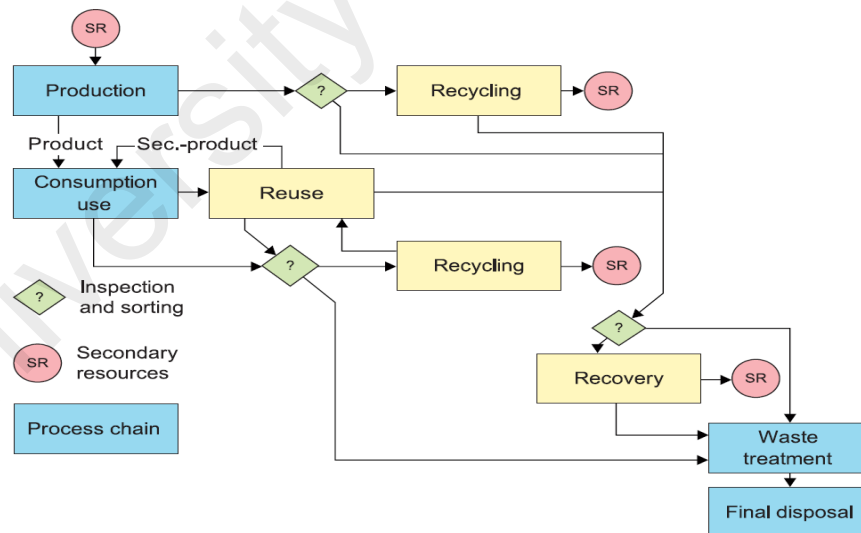 SR
Production
?
Recycling
SR
Product
Sec.-product
Consumption
use
Reuse
?
Recycling
SR
?
Inspection
and sorting
?
SR
Secondary
resources
Recovery
SR
Process chain
Waste
treatment
Final disposal
iversity